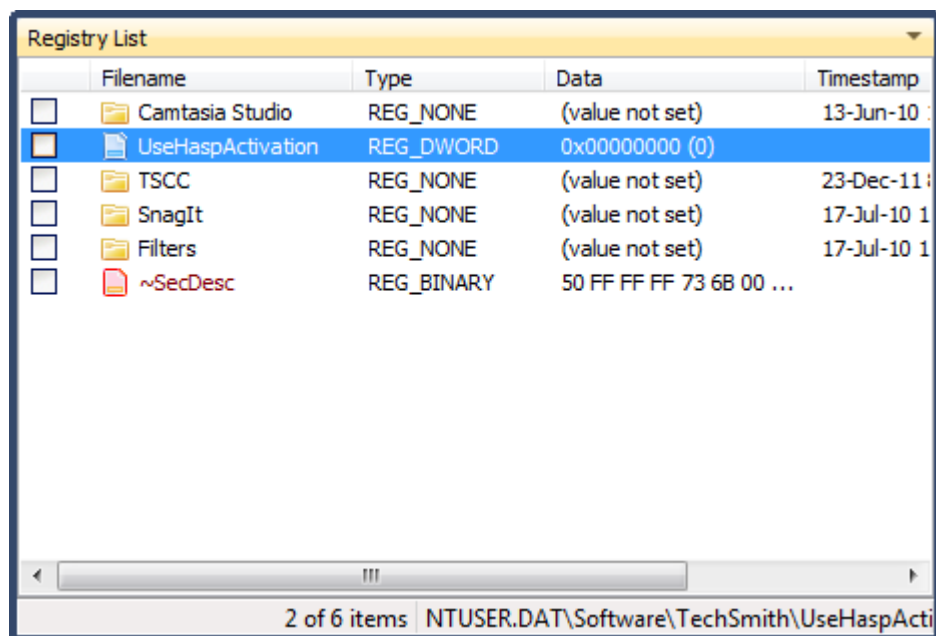 Registry List
Filename Type Data Timestamp
Camtasia Studio REG_NONE (value not set) 13-Jun-10
UseHaspActivation REG_DWORD 0x00000000 (0)
TSCC REG_NONE (value not set) 23-Dec-11
SnagIt REG_NONE (value not set) 17-Jul-10 1
Filters REG_NONE (value not set) 17-Jul-10 1
~SecDesc REG_BINARY 50 FF FF FF 73 6B 00 ...
2 of 6 items NTUSER.DAT\Software\TechSmith\UseHaspActi